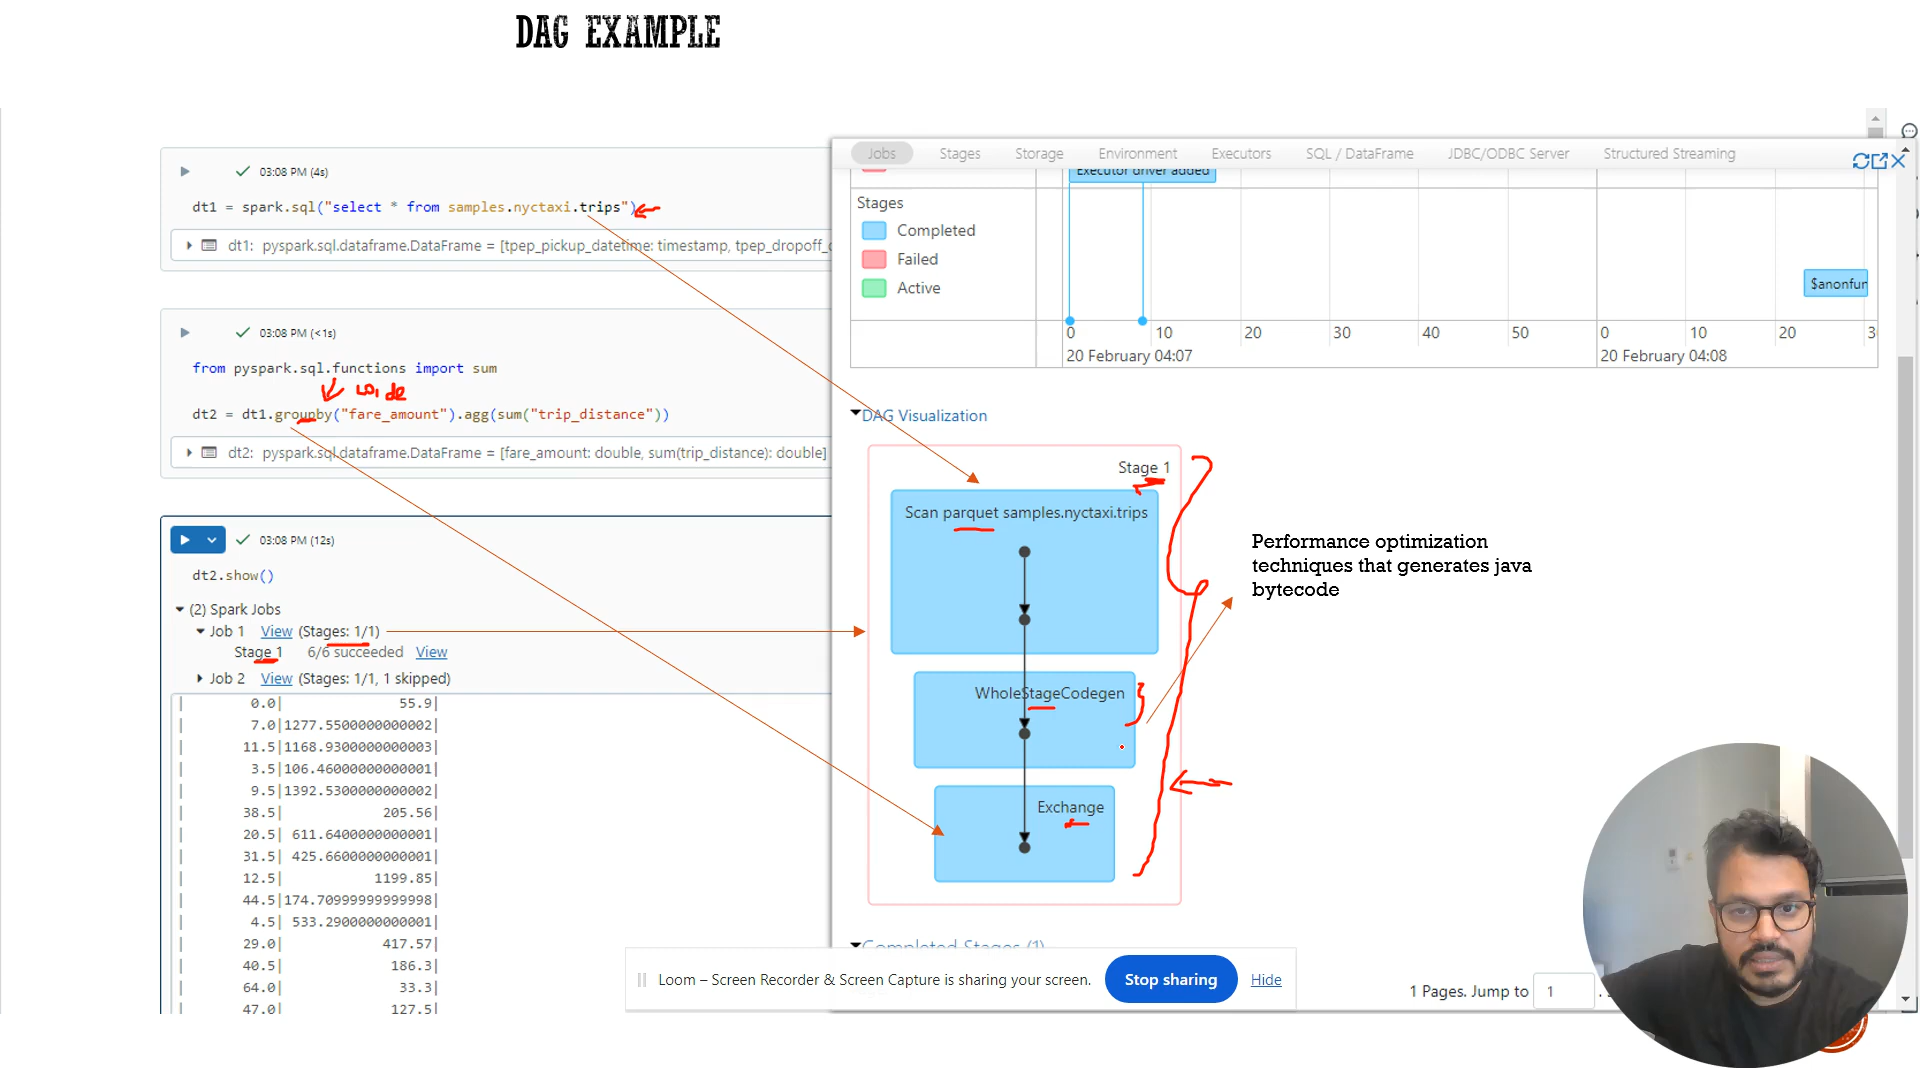 DAG EXAMPLE
03:08 PM (4s)
dt1 = spark.sql("select * from samples.nyctaxi.trips")
dt1: pyspark.sql.dataframe.DataFrame = [tpep_pickup_datetime: timestamp, tpep_dropoff_
03:08 PM (<1s)
from pyspark.sql.functions import sum
wide
dt2 = dt1.groupby("fare_amount").agg(sum("trip_distance"))
dt2: pyspark.sql.dataframe.DataFrame = [fare_amount: double, sum(trip_distance): double]
03:08 PM (12s)
dt2.show()
(2) Spark Jobs
Job 1 View (Stages: 1/1)
Stage 1 6/6 succeeded View
Job 2 View (Stages: 1/1, 1 skipped)
| 0.0| 55.9|
| 7.0|1277.5500000000002|
| 11.5|1168.9300000000003|
| 3.5|106.46000000000001|
| 9.5|1392.5300000000002|
| 38.5| 205.56|
| 20.5| 611.6400000000001|
| 31.5| 425.6600000000001|
| 12.5| 1199.85|
| 44.5|174.70999999999998|
| 4.5| 533.2900000000001|
| 29.0| 417.57|
| 40.5| 186.3|
| 64.0| 33.3|
| 47.0| 127.5|
Jobs Stages Storage Environment Executors SQL / DataFrame JDBC/ODBC Server Structured Streaming
Executor driver added
Stages
Completed
Failed
Active
$anonfun
0 10 20 30 40 50 0 10 20 3
20 February 04:07 20 February 04:08
DAG Visualization
Stage 1
Scan parquet samples.nyctaxi.trips
WholeStageCodegen
Exchange
Performance optimization
techniques that generates java
bytecode
Completed Stages (1)
Loom – Screen Recorder & Screen Capture is sharing your screen. Stop sharing Hide
1 Pages. Jump to 1 .